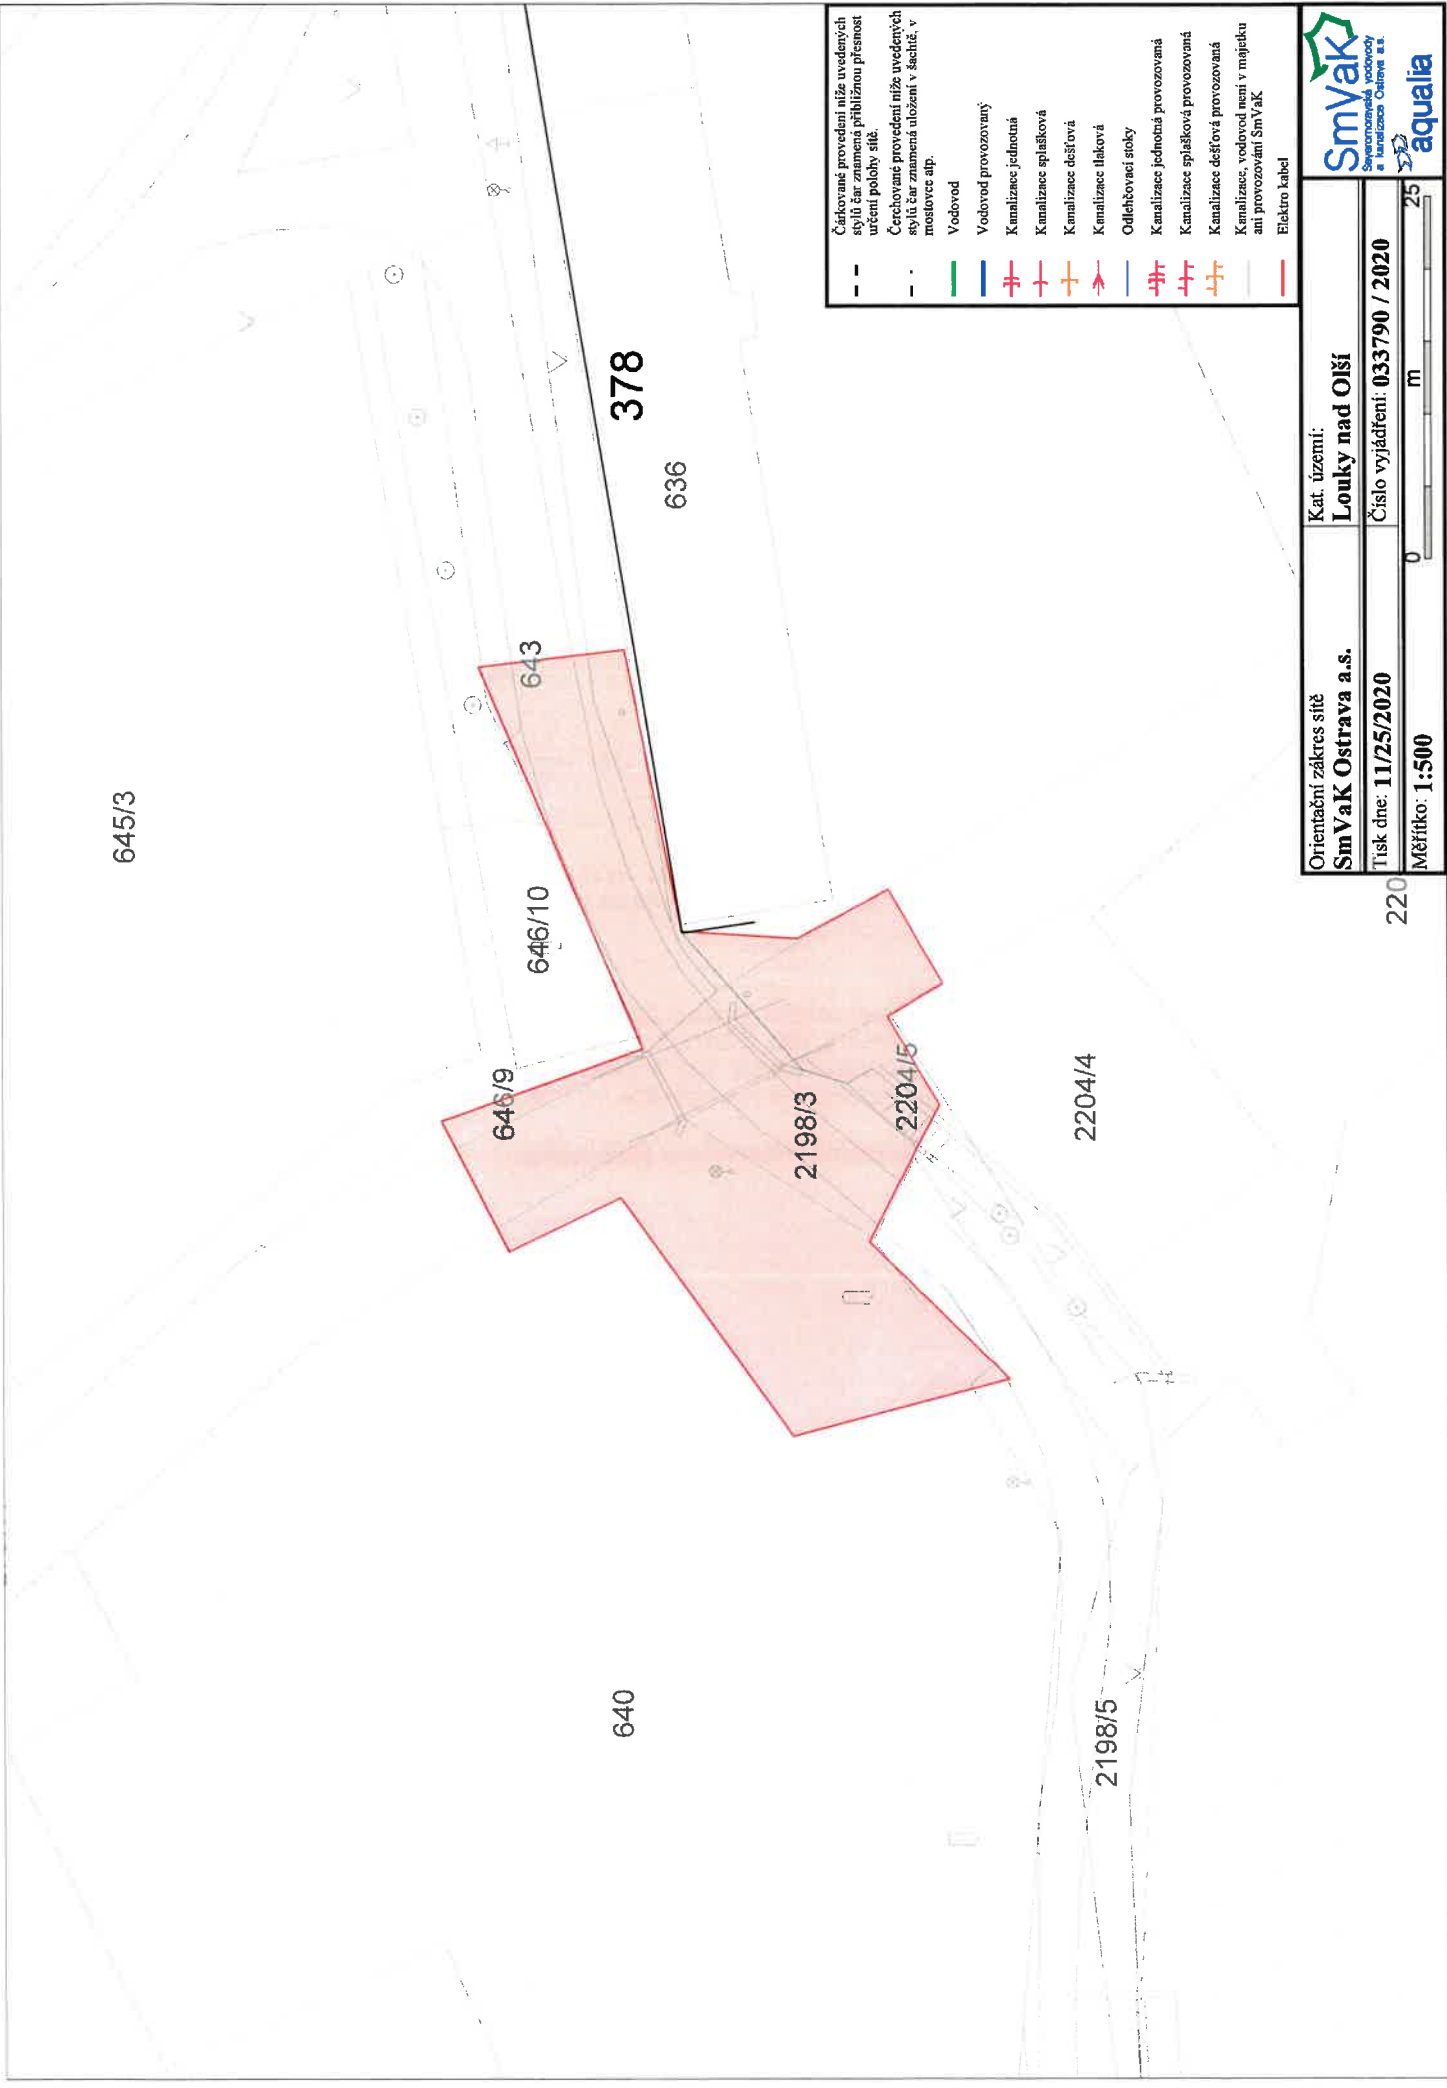 645/3
646/10
646/9
643
378
636
2198/3
2204/5
2204/4
640
2198/5
220
Čárkované provedení níže uvedených
stylů čar znamená přibližnou přesnost
určení polohy sítě.
Čerchované provedení níže uvedených
stylů čar znamená uložení v šachtě, v
mostovce atp.
Vodovod
Vodovod provozovaný
Kanalizace jednotná
Kanalizace splašková
Kanalizace dešťová
Kanalizace tlaková
Odlehčovací stoky
Kanalizace jednotná provozovaná
Kanalizace splašková provozovaná
Kanalizace dešťová provozovaná
Kanalizace, vodovod není v majetku
ani provozování SmVaK
Elektro kabel
Orientační zákres sítě
SmVaK Ostrava a.s.
Kat. území:
Louky nad Olší
Tisk dne: 11/25/2020
Číslo vyjádření: 033790 / 2020
Měřítko: 1:500
0 m 25
SmVaK
Severomoravské vodovody
a kanalizace Ostrava a.s.
aqualia